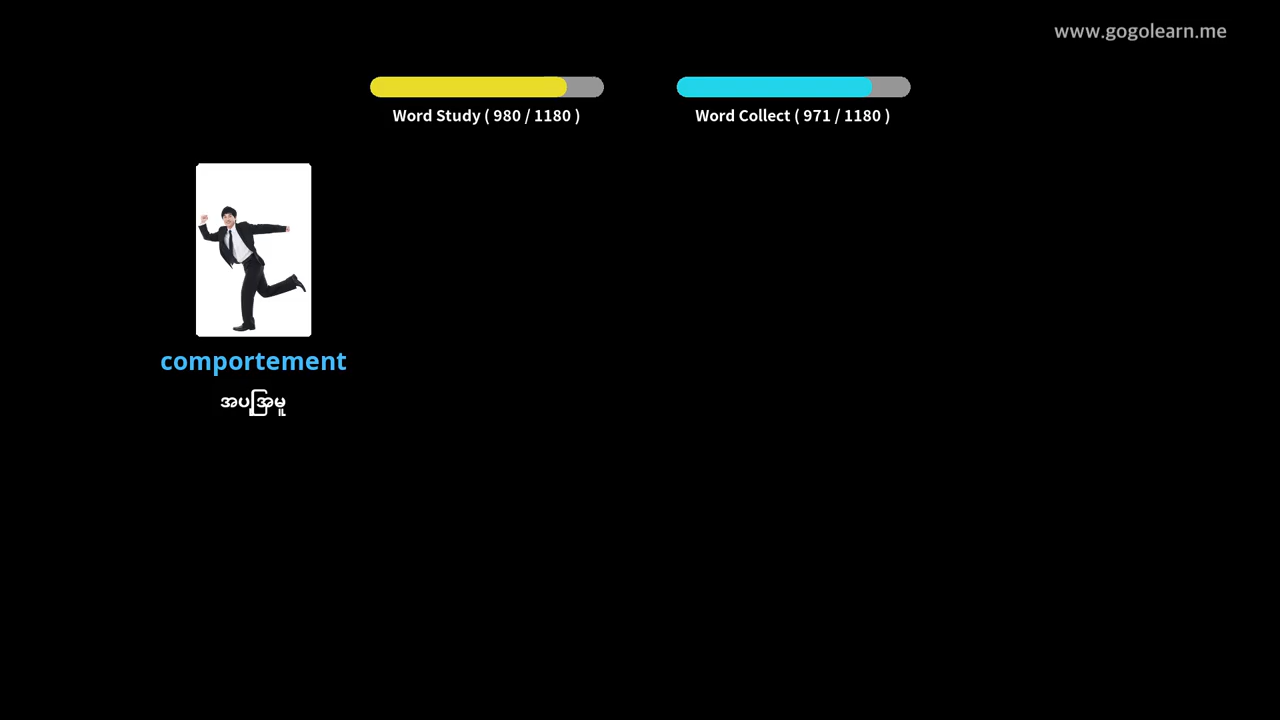 www.gogolearn.me
Word Study ( 980 / 1180 )
Word Collect ( 971 / 1180 )
comportement
အပြုအမူ